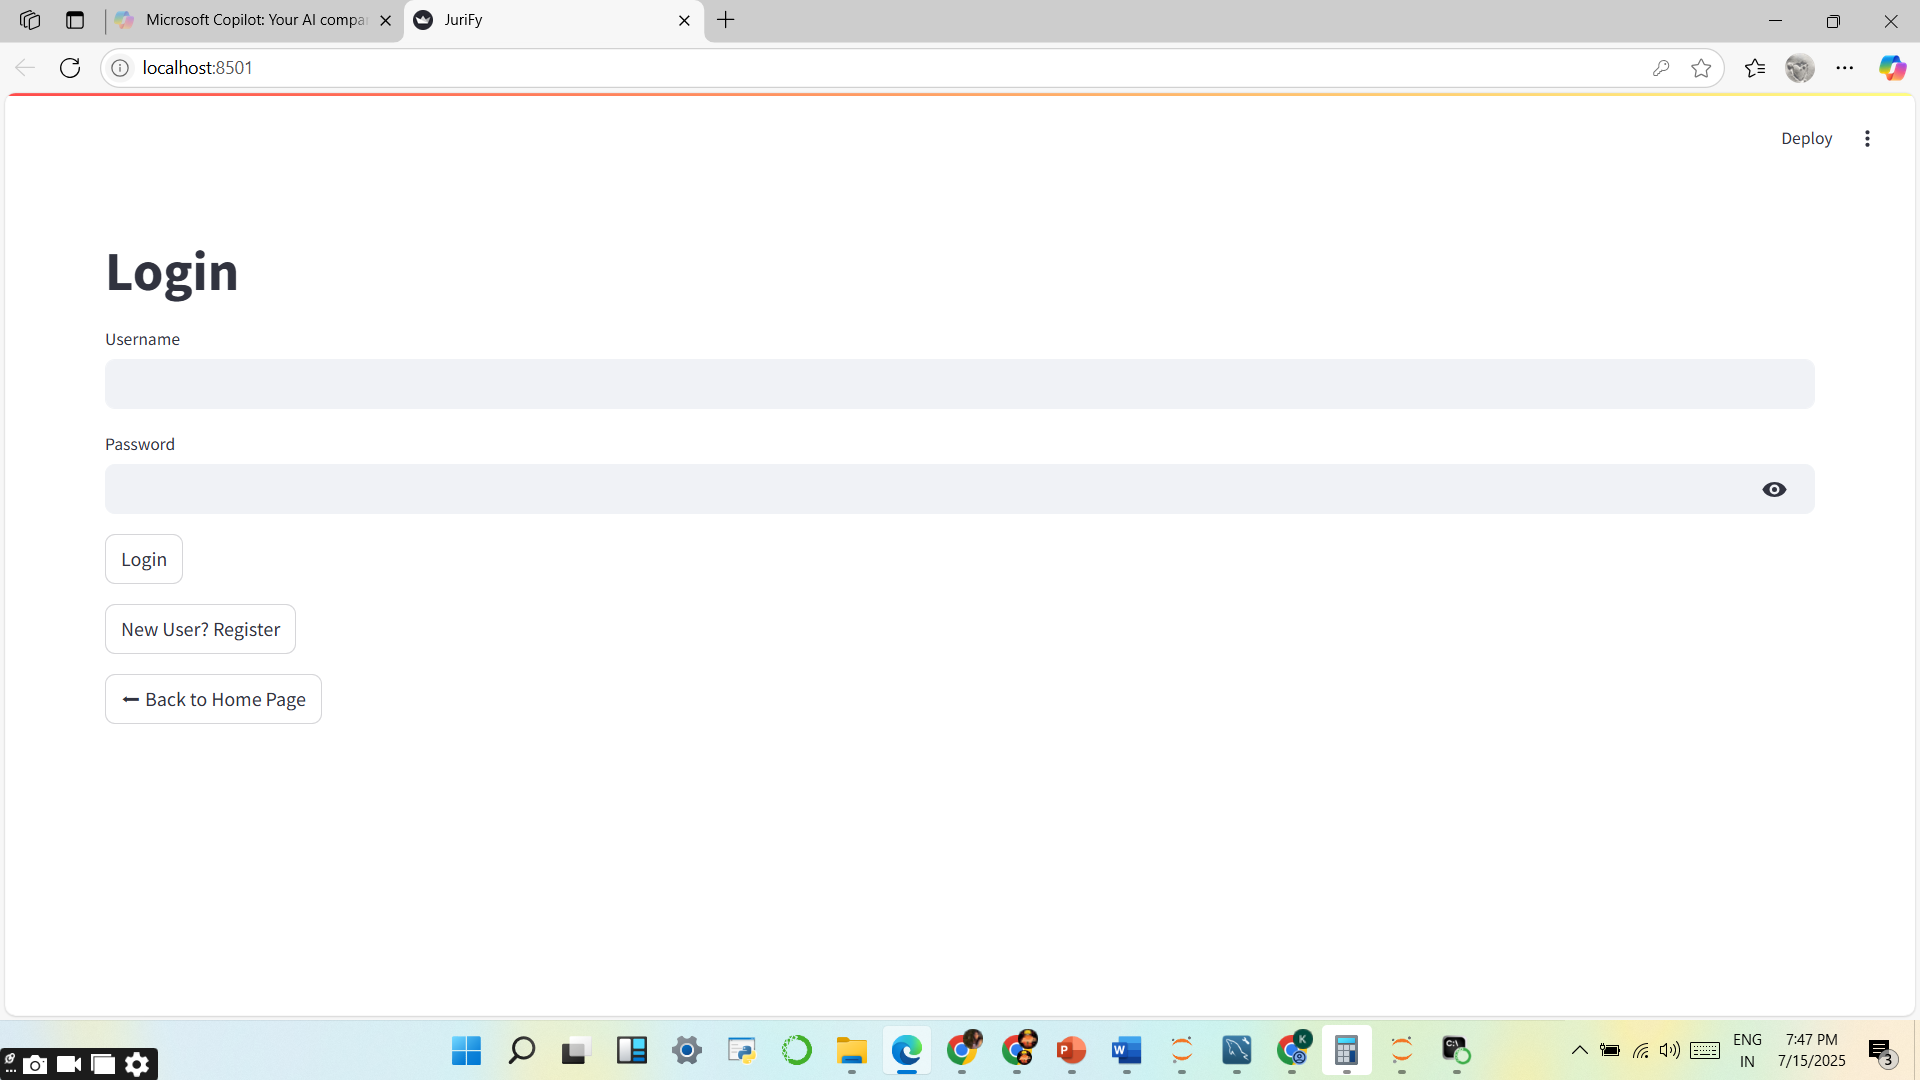 Microsoft Copilot: Your AI compa
JuriFy
localhost:8501
Deploy
Login
Username
Password
Login
New User? Register
Back to Home Page
ENG
IN
7:47 PM
7/15/2025
3
K
P
W
C:\